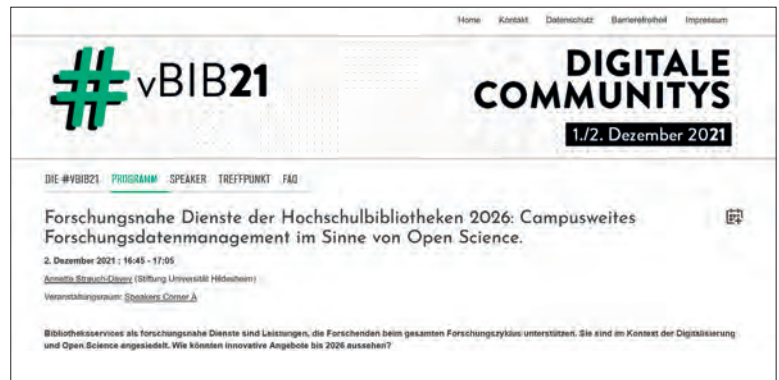 Home Kontakt Datenschutz Barrierefreiheit Impressum
#vBIB21
DIGITALE
COMMUNITYS
1./2. Dezember 2021
DIE #VBIB21 PROGRAMM SPEAKER TREFFPUNKT FAQ
Forschungsnahe Dienste der Hochschulbibliotheken 2026: Campusweites
Forschungsdatenmanagement im Sinne von Open Science.
2. Dezember 2021 : 16:45 - 17:05
Annette Strauch-Davey (Stiftung Universität Hildesheim)
Veranstaltungsraum: Speakers Corner A
Bibliotheksservices als forschungsnahe Dienste sind Leistungen, die Forschenden beim gesamten Forschungszyklus unterstützen. Sie sind im Kontext der Digitalisierung
und Open Science angesiedelt. Wie könnten innovative Angebote bis 2026 aussehen?